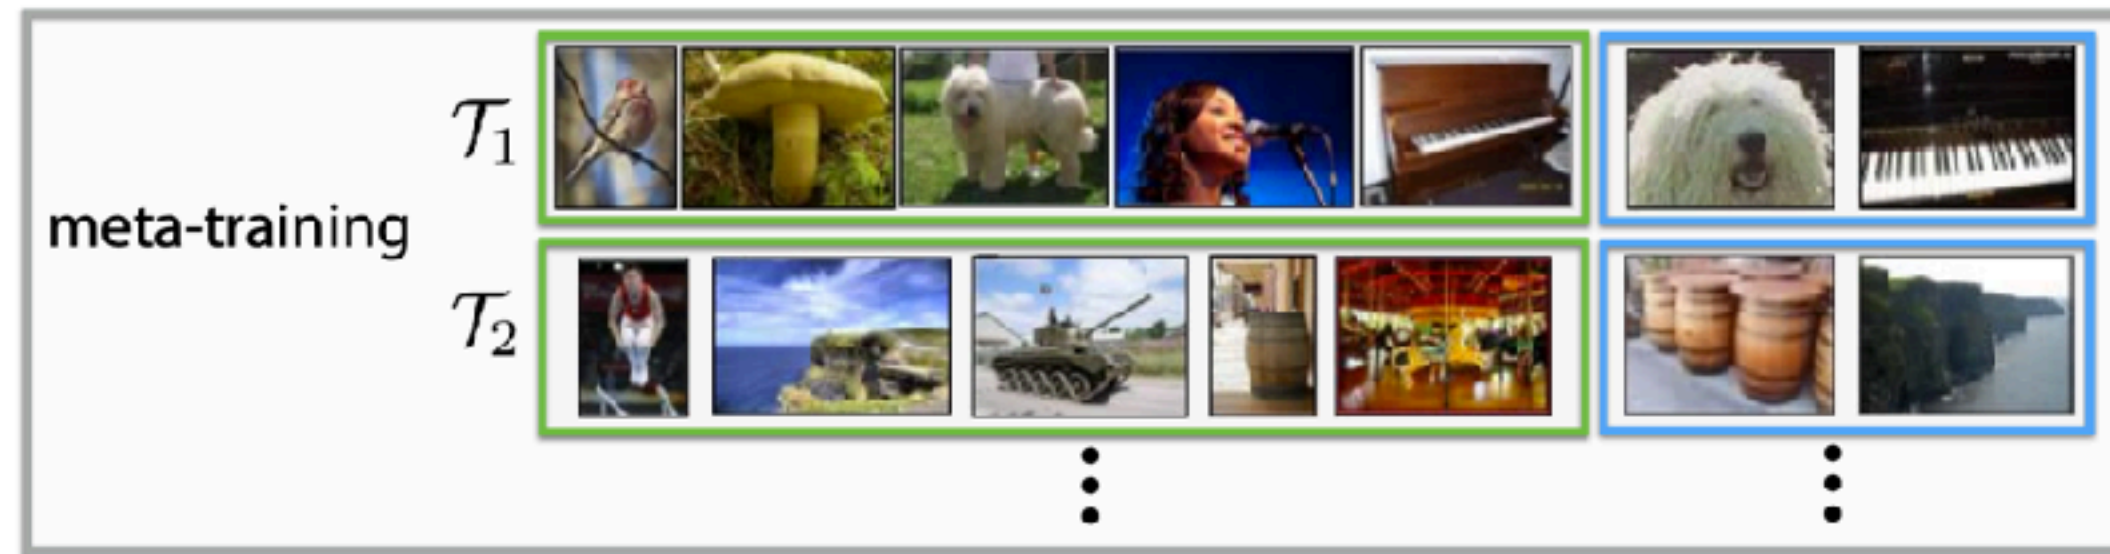 𝒯₁
meta-training
𝒯₂